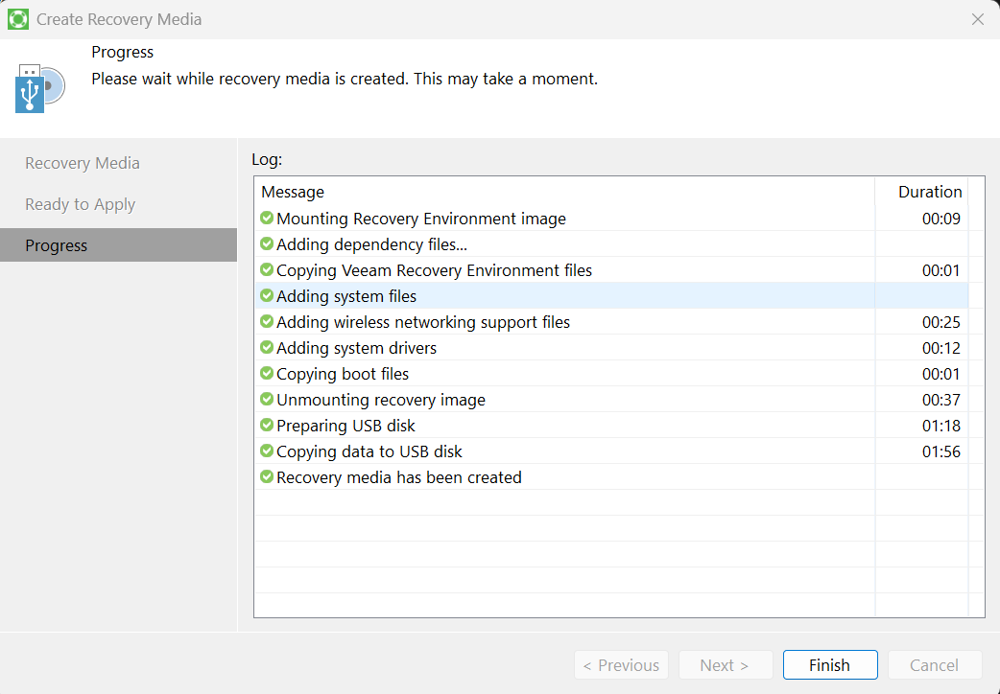 Create Recovery Media
Progress
Please wait while recovery media is created. This may take a moment.
Recovery Media
Ready to Apply
Progress
Log:
Message Duration
Mounting Recovery Environment image 00:09
Adding dependency files...
Copying Veeam Recovery Environment files 00:01
Adding system files
Adding wireless networking support files 00:25
Adding system drivers 00:12
Copying boot files 00:01
Unmounting recovery image 00:37
Preparing USB disk 01:18
Copying data to USB disk 01:56
Recovery media has been created
< Previous Next > Finish Cancel